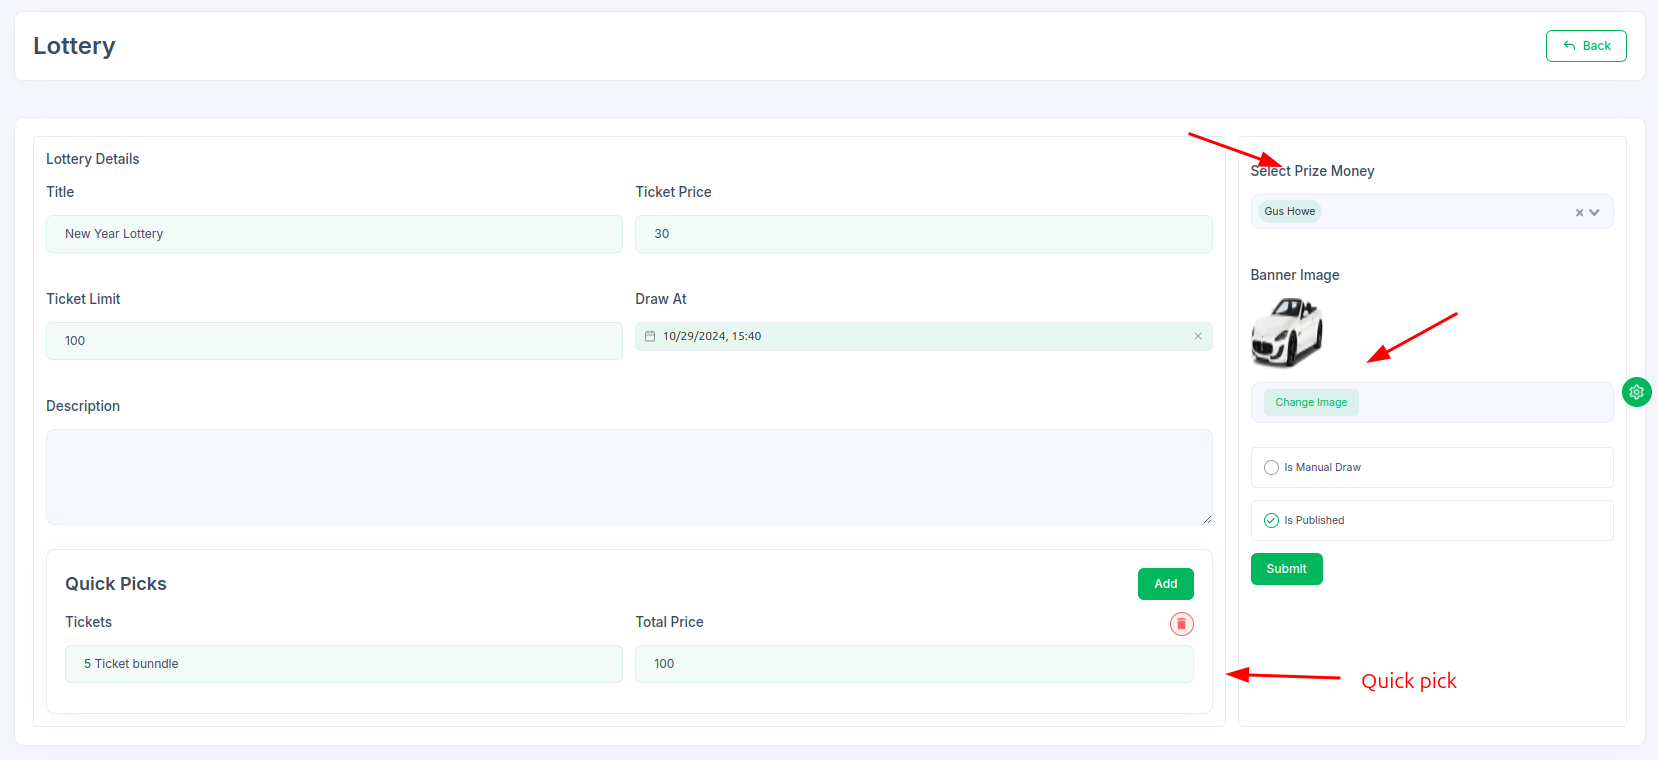 Lottery
Back
Lottery Details
Title
Ticket Price
New Year Lottery
30
Ticket Limit
Draw At
100
10/29/2024, 15:40
Description
Quick Picks
Add
Tickets
Total Price
5 Ticket bunndle
100
Select Prize Money
Gus Howe
Banner Image
Change Image
Is Manual Draw
Is Published
Submit
Quick pick